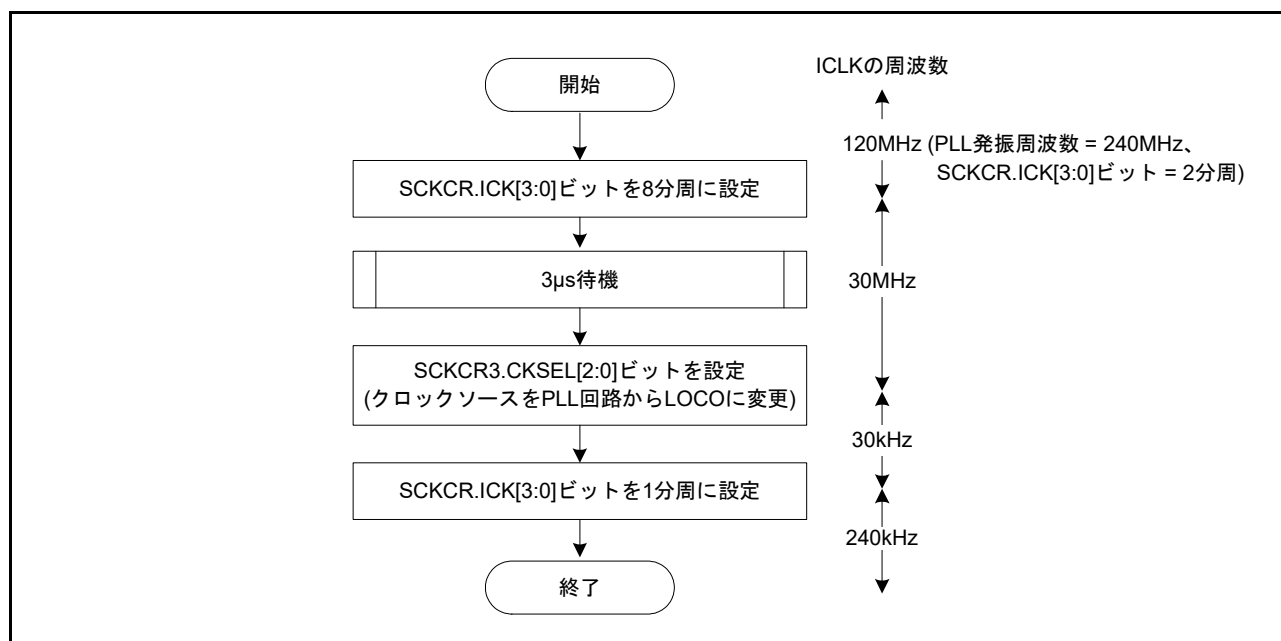 開始
SCKCR.ICK[3:0]ビットを8分周に設定
3µs待機
SCKCR3.CKSEL[2:0]ビットを設定
(クロックソースをPLL回路からLOCOに変更)
SCKCR.ICK[3:0]ビットを1分周に設定
終了
ICLKの周波数
120MHz (PLL発振周波数 = 240MHz、
SCKCR.ICK[3:0]ビット = 2分周)
30MHz
30kHz
240kHz